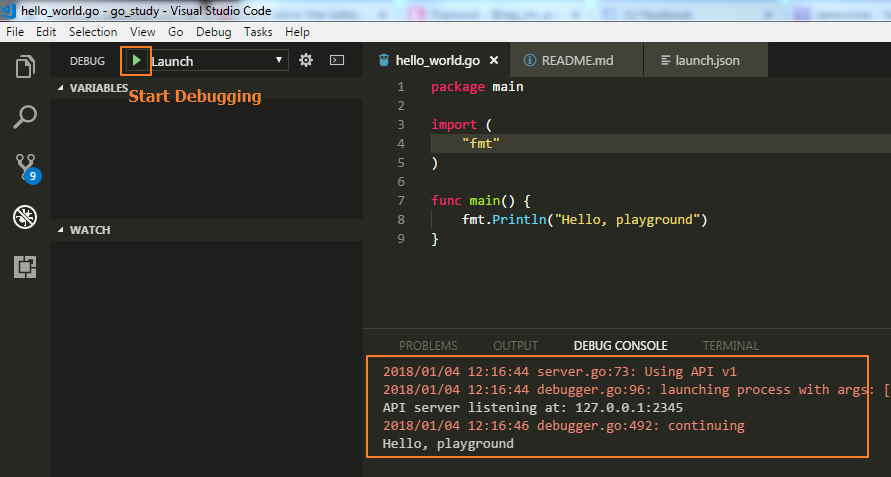 hello_world.go - go_study - Visual Studio Code
File Edit Selection View Go Debug Tasks Help
DEBUG Launch
Start Debugging
VARIABLES
9
WATCH
hello_world.go README.md launch.json
1 package main
2
3 import (
4 "fmt"
5 )
6
7 func main() {
8 fmt.Println("Hello, playground")
9 }
PROBLEMS OUTPUT DEBUG CONSOLE TERMINAL
2018/01/04 12:16:44 server.go:73: Using API v1
2018/01/04 12:16:44 debugger.go:96: launching process with args: [
API server listening at: 127.0.0.1:2345
2018/01/04 12:16:46 debugger.go:492: continuing
Hello, playground